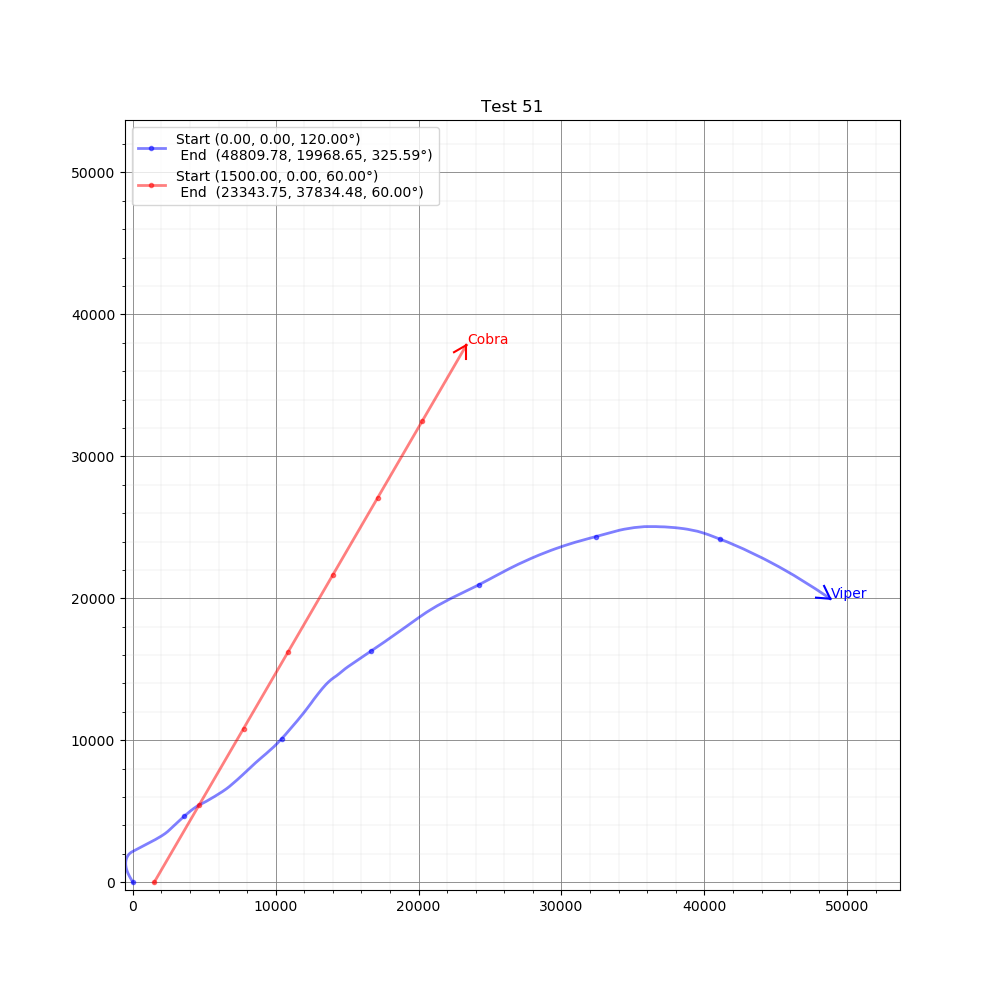 Test 51
Start (0.00, 0.00, 120.00°)
End  (48809.78, 19968.65, 325.59°)
Start (1500.00, 0.00, 60.00°)
End  (23343.75, 37834.48, 60.00°)
50000
40000
30000
20000
10000
0
Cobra
Viper
0 10000 20000 30000 40000 50000